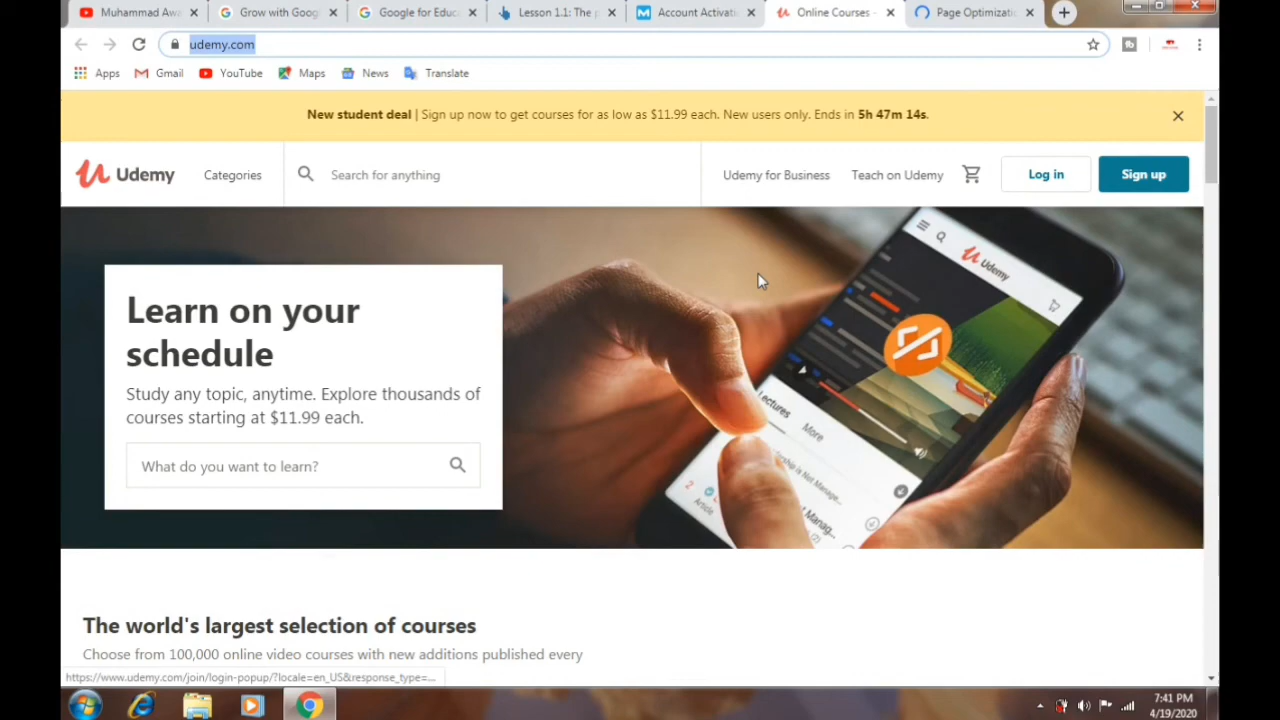 Muhammad Awa
Grow with Goog
Google for Educ
Lesson 1.1: The p
Account Activati
Online Courses -
Page Optimizatio
udemy.com
Apps
Gmail
YouTube
Maps
News
Translate
New student deal | Sign up now to get courses for as low as $11.99 each. New users only. Ends in 5h 47m 14s.
Udemy
Categories
Search for anything
Udemy for Business
Teach on Udemy
Log in
Sign up
Udemy
Lectures
More
Learn on your
schedule
Study any topic, anytime. Explore thousands of
courses starting at $11.99 each.
What do you want to learn?
The world's largest selection of courses
Choose from 100,000 online video courses with new additions published every
https://www.udemy.com/join/login-popup/?locale=en_US&response_type=...
7:41 PM
4/19/2020